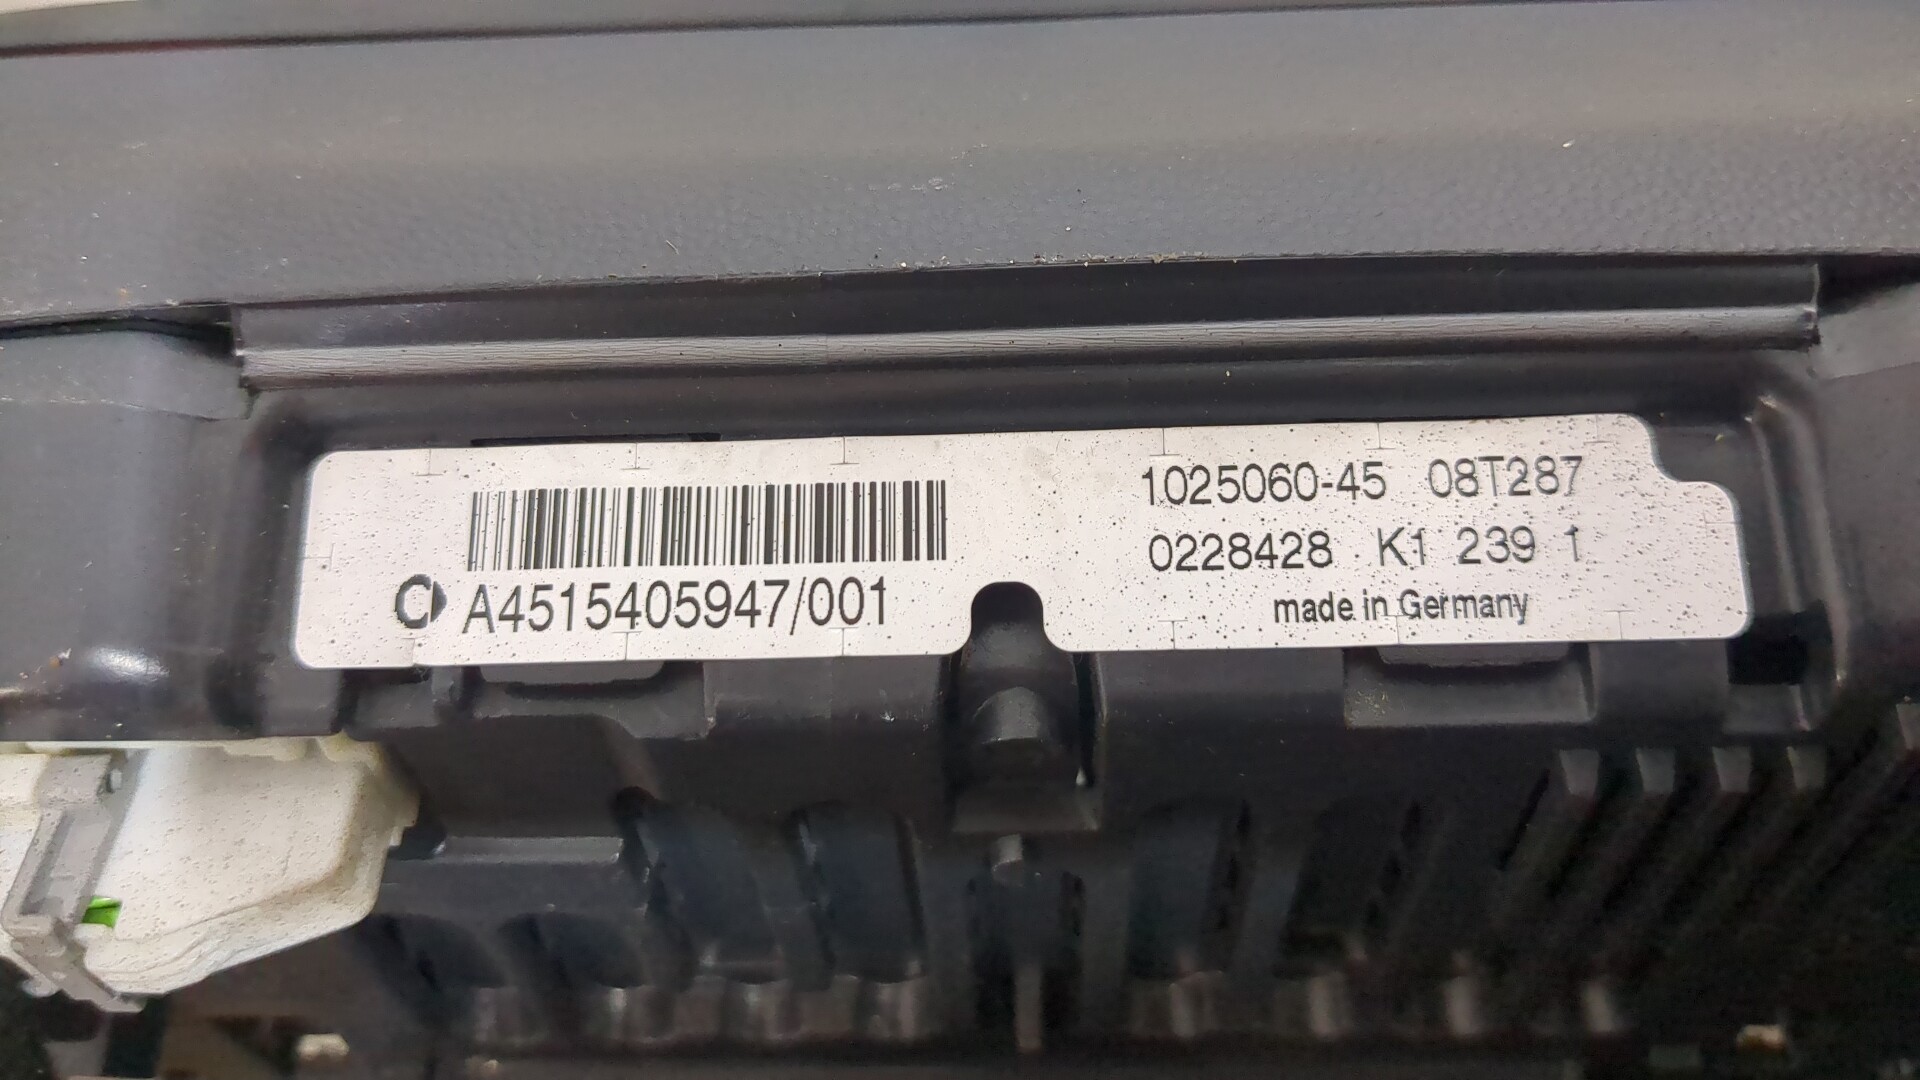 A4515405947/001
1025060-45 08T287
0228428 K1 239 1
made in Germany